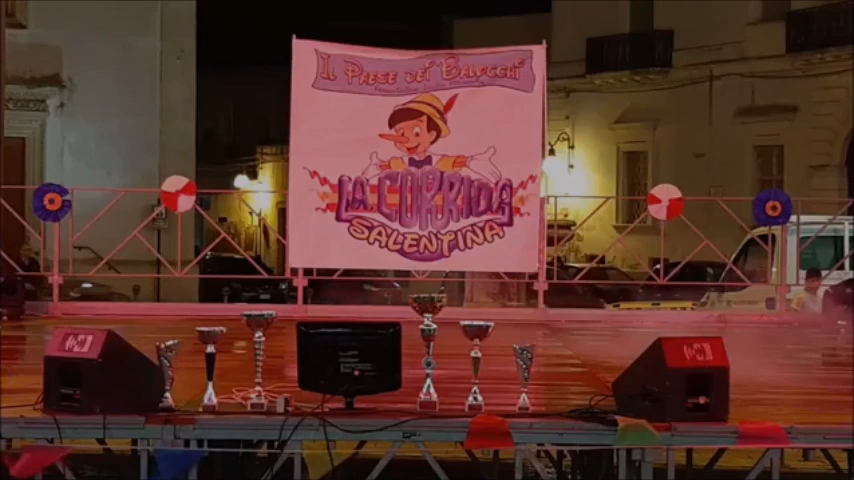 IL PAESE DEI BALOCCHI
LA CORRIDA
SALENTINA